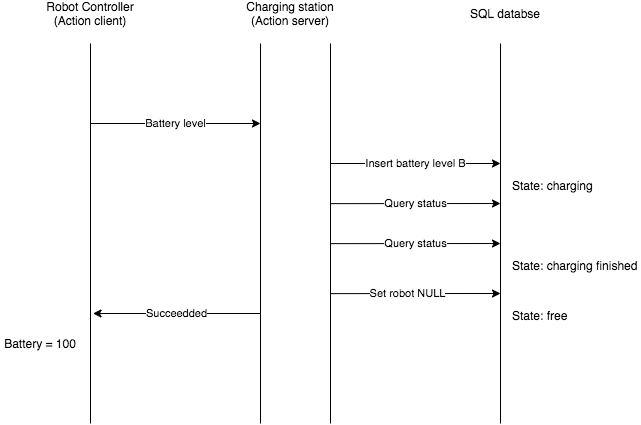 Robot Controller
(Action client)
Charging station
(Action server)
SQL databse
Battery level
Insert battery level B
State: charging
Query status
Query status
State: charging finished
Set robot NULL
Succeedded
State: free
Battery = 100